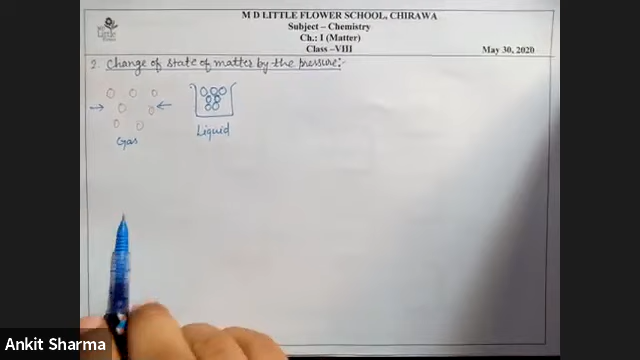 M D LITTLE FLOWER SCHOOL, CHIRAWA
Subject – Chemistry
Ch.: I (Matter)
Class –VIII
May 30, 2020
2. Change of state of matter by the pressure:-
Gas
Liquid
Ankit Sharma